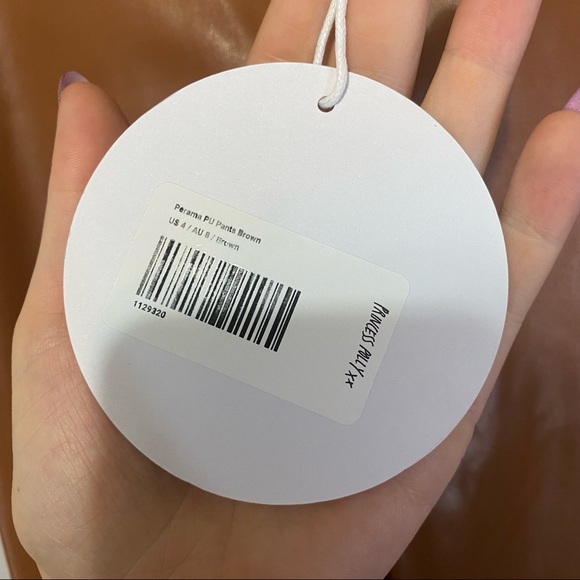 Perama PU Pants Brown
US 4 / AU 8 / Brown
1129320
PRINCESS POLLY xx